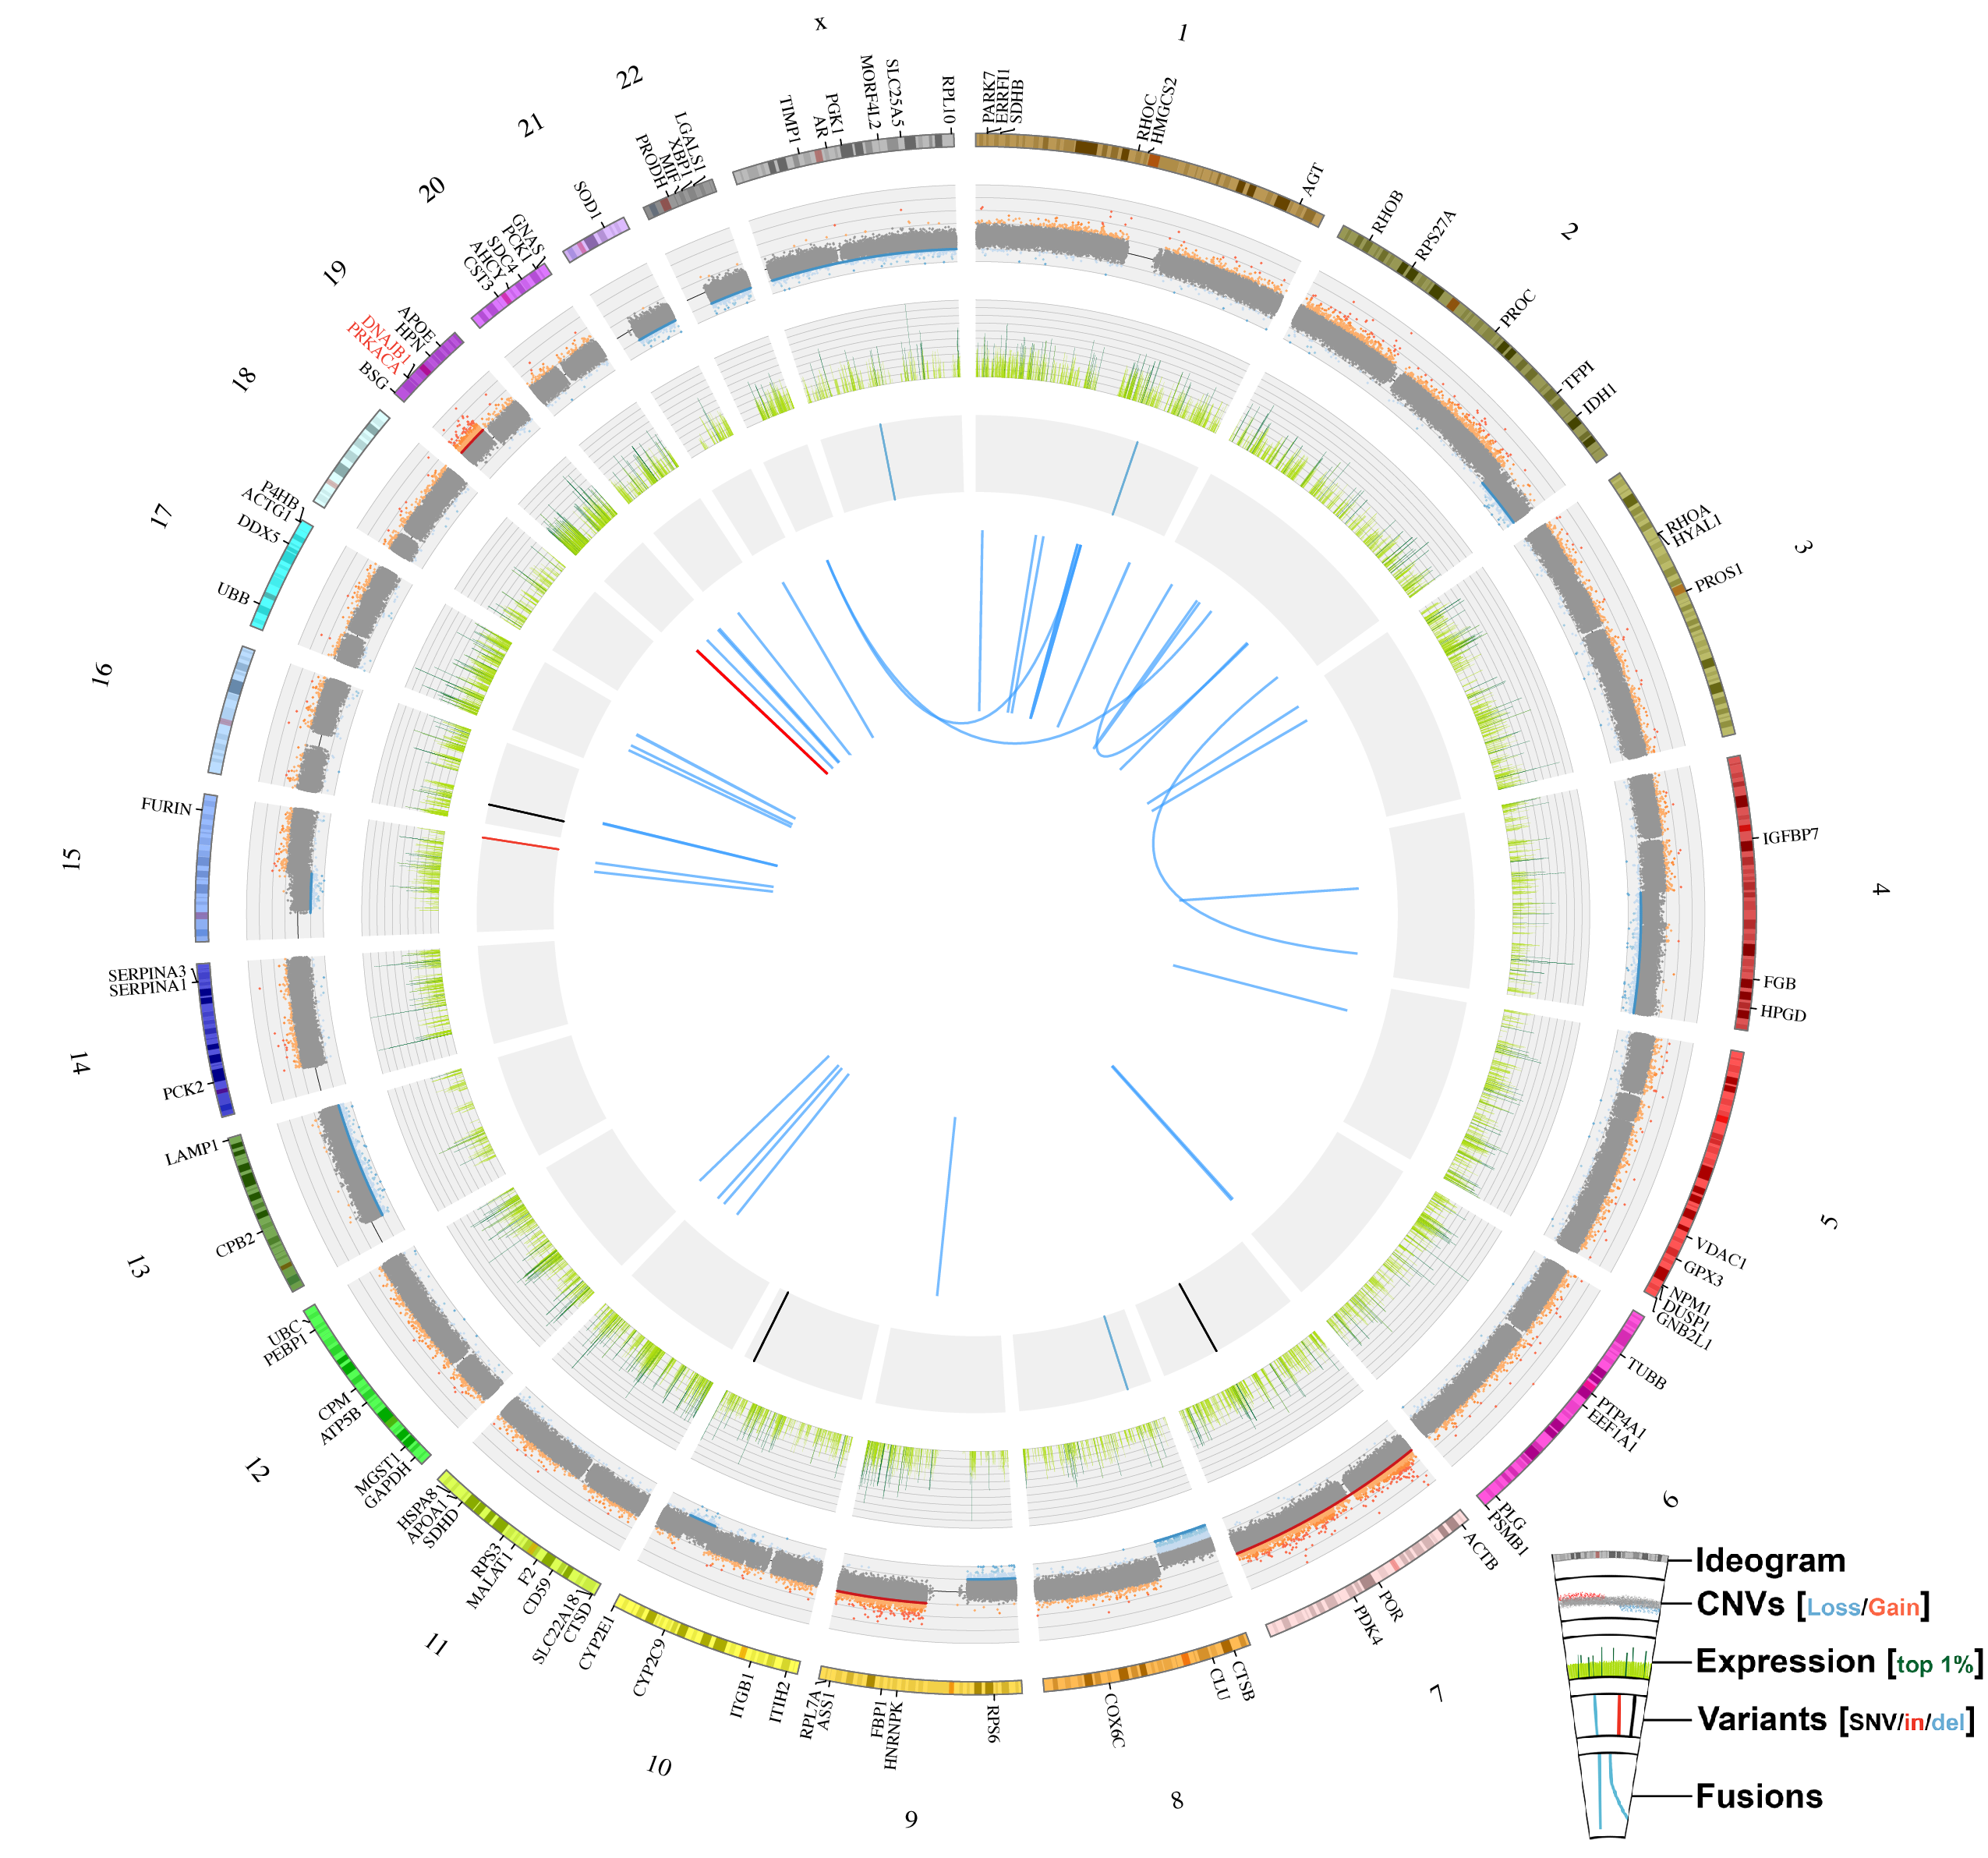 x
1
2
3
4
5
6
7
8
9
10
11
12
13
14
15
16
17
18
19
20
21
22
PARK7
ERRFI1
SDHB
RHOC
HMGCS2
AGT
RHOB
RPS27A
PROC
TFPI
IDH1
RHOA
HYAL1
PROS1
IGFBP7
FGB
HPGD
VDAC1
GPX3
NPM1
DUSP1
GNB2L1
TUBB
PTP4A1
EEF1A1
PLG
PSMB1
ACTB
POR
PDK4
CTSB
CLU
COX6C
RPS6
HNRNPK
FBP1
ASS1
RPL7A
ITIH2
ITGB1
CYP2C9
CYP2E1
CTSD
SLC22A18
CD59
F2
MALAT1
RPS3
SDHD
APOA1
HSPA8
GAPDH
MGST1
ATP5B
CPM
PEBP1
UBC
CPB2
LAMP1
PCK2
SERPINA1
SERPINA3
FURIN
UBB
DDX5
ACTG1
P4HB
BSG
PRKACA
DNAJB1
HPN
APOE
CST3
AHCY
SDC4
PCK1
GNAS
SOD1
PRODH
MIF
XBP1
LGALS1
TIMP1
AR
PGK1
MORF4L2
SLC25A5
RPL10
Ideogram
CNVs [Loss/Gain]
Expression [top 1%]
Variants [SNV/in/del]
Fusions